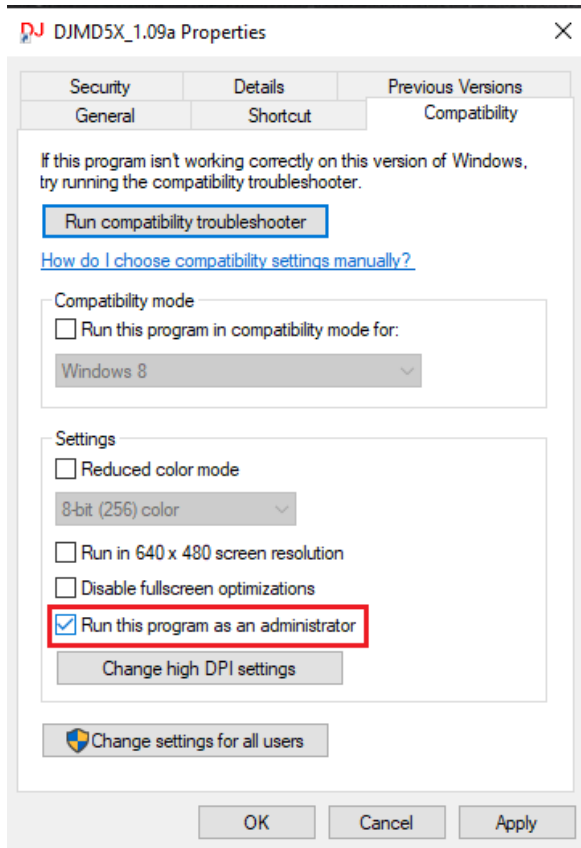 DJ DJMD5X_1.09a Properties
Security Details Previous Versions
General Shortcut Compatibility
If this program isn't working correctly on this version of Windows,
try running the compatibility troubleshooter.
Run compatibility troubleshooter
How do I choose compatibility settings manually?
Compatibility mode
Run this program in compatibility mode for:
Windows 8
Settings
Reduced color mode
8-bit (256) color
Run in 640 x 480 screen resolution
Disable fullscreen optimizations
Run this program as an administrator
Change high DPI settings
Change settings for all users
OK Cancel Apply